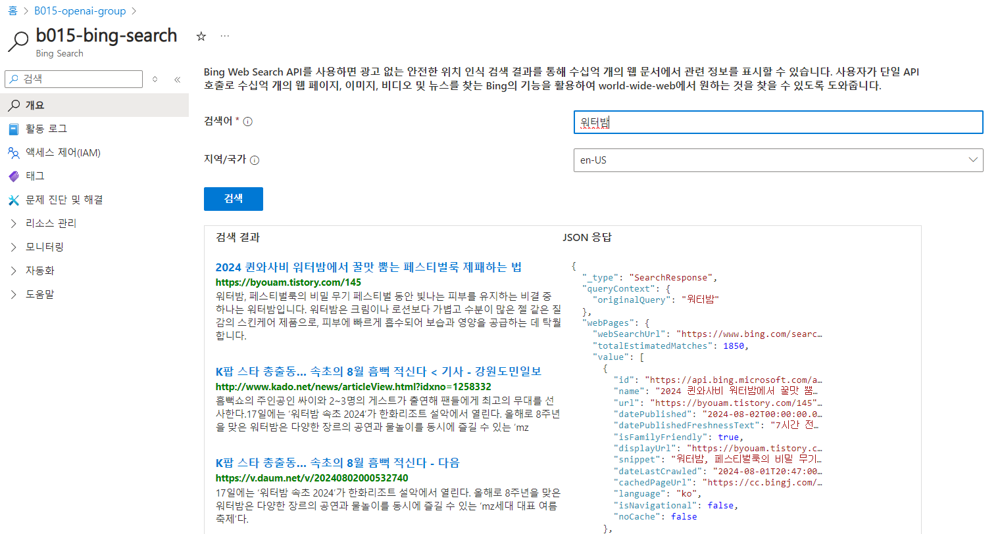 홈 > B015-openai-group >
b015-bing-search ☆ ···
Bing Search
검색
«
개요
활동 로그
액세스 제어(IAM)
태그
문제 진단 및 해결
리소스 관리
모니터링
자동화
도움말
Bing Web Search API를 사용하면 광고 없는 안전한 위치 인식 검색 결과를 통해 수십억 개의 웹 문서에서 관련 정보를 표시할 수 있습니다. 사용자가 단일 API
호출로 수십억 개의 웹 페이지, 이미지, 비디오 및 뉴스를 찾는 Bing의 기능을 활용하여 world-wide-web에서 원하는 것을 찾을 수 있도록 도와줍니다.
검색어 *
워터밤
지역/국가
en-US
검색
검색 결과
2024 퀸와사비 워터밤에서 꿀맛 뿜는 페스티벌룩 제패하는 법
https://byouam.tistory.com/145
워터밤, 페스티벌룩의 비밀 무기 페스티벌 동안 빛나는 피부를 유지하는 비결 중
하나는 워터밤입니다. 워터밤은 크림이나 로션보다 가볍고 수분이 많은 젤 같은 질
감의 스킨케어 제품으로, 피부에 빠르게 흡수되어 보습과 영양을 공급하는 데 탁월
합니다.
K팝 스타 총출동... 속초의 8월 흠뻑 적신다 < 기사 - 강원도민일보
http://www.kado.net/news/articleView.html?idxno=1258332
흠뻑쇼의 주인공인 싸이와 2~3명의 게스트가 출연해 팬들에게 최고의 무대를 선
사한다.17일에는 ‘워터밤 속초 2024’가 한화리조트 설악에서 열린다. 올해로 8주년
을 맞은 워터밤은 다양한 장르의 공연과 물놀이를 동시에 즐길 수 있는 ‘mz
K팝 스타 총출동... 속초의 8월 흠뻑 적신다 - 다음
https://v.daum.net/v/20240802000532740
17일에는 ‘워터밤 속초 2024’가 한화리조트 설악에서 열린다. 올해로 8주년을 맞은
워터밤은 다양한 장르의 공연과 물놀이를 동시에 즐길 수 있는 ‘mz세대 대표 여름
축제’다.
JSON 응답
{
"_type": "SearchResponse",
"queryContext": {
"originalQuery": "워터밤"
},
"webPages": {
"webSearchUrl": "https://www.bing.com/searc…
"totalEstimatedMatches": 1850,
"value": [
{
"id": "https://api.bing.microsoft.com/a…
"name": "2024 퀸와사비 워터밤에서 꿀맛 뿜…
"url": "https://byouam.tistory.com/145"…
"datePublished": "2024-08-02T00:00:00.0…
"datePublishedFreshnessText": "7시간 전…
"isFamilyFriendly": true,
"displayUrl": "https://byouam.tistory.c…
"snippet": "워터밤, 페스티벌룩의 비밀 무기…
"dateLastCrawled": "2024-08-01T20:47:00…
"cachedPageUrl": "https://cc.bingj.com/…
"language": "ko",
"isNavigational": false,
"noCache": false
},